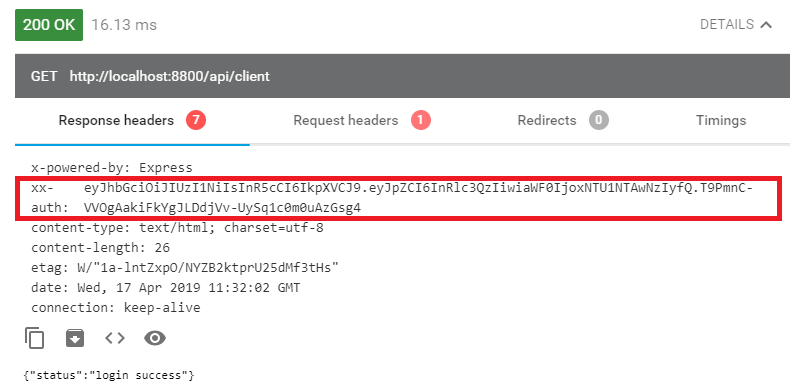 200 OK 16.13 ms DETAILS
GET http://localhost:8800/api/client
Response headers 7 Request headers 1 Redirects 0 Timings
x-powered-by: Express
xx- eyJhbGciOiJIUzI1NiIsInR5cCI6IkpXVCJ9.eyJpZCI6InRlc3QzIiwiaWF0IjoxNTU1NTAwNzIyfQ.T9PmnC-
auth: VVOgAakiFkYgJLDdjVv-UySq1c0m0uAzGsg4
content-type: text/html; charset=utf-8
content-length: 26
etag: W/"1a-lntZxpO/NYZB2ktprU25dMf3tHs"
date: Wed, 17 Apr 2019 11:32:02 GMT
connection: keep-alive
{"status":"login success"}